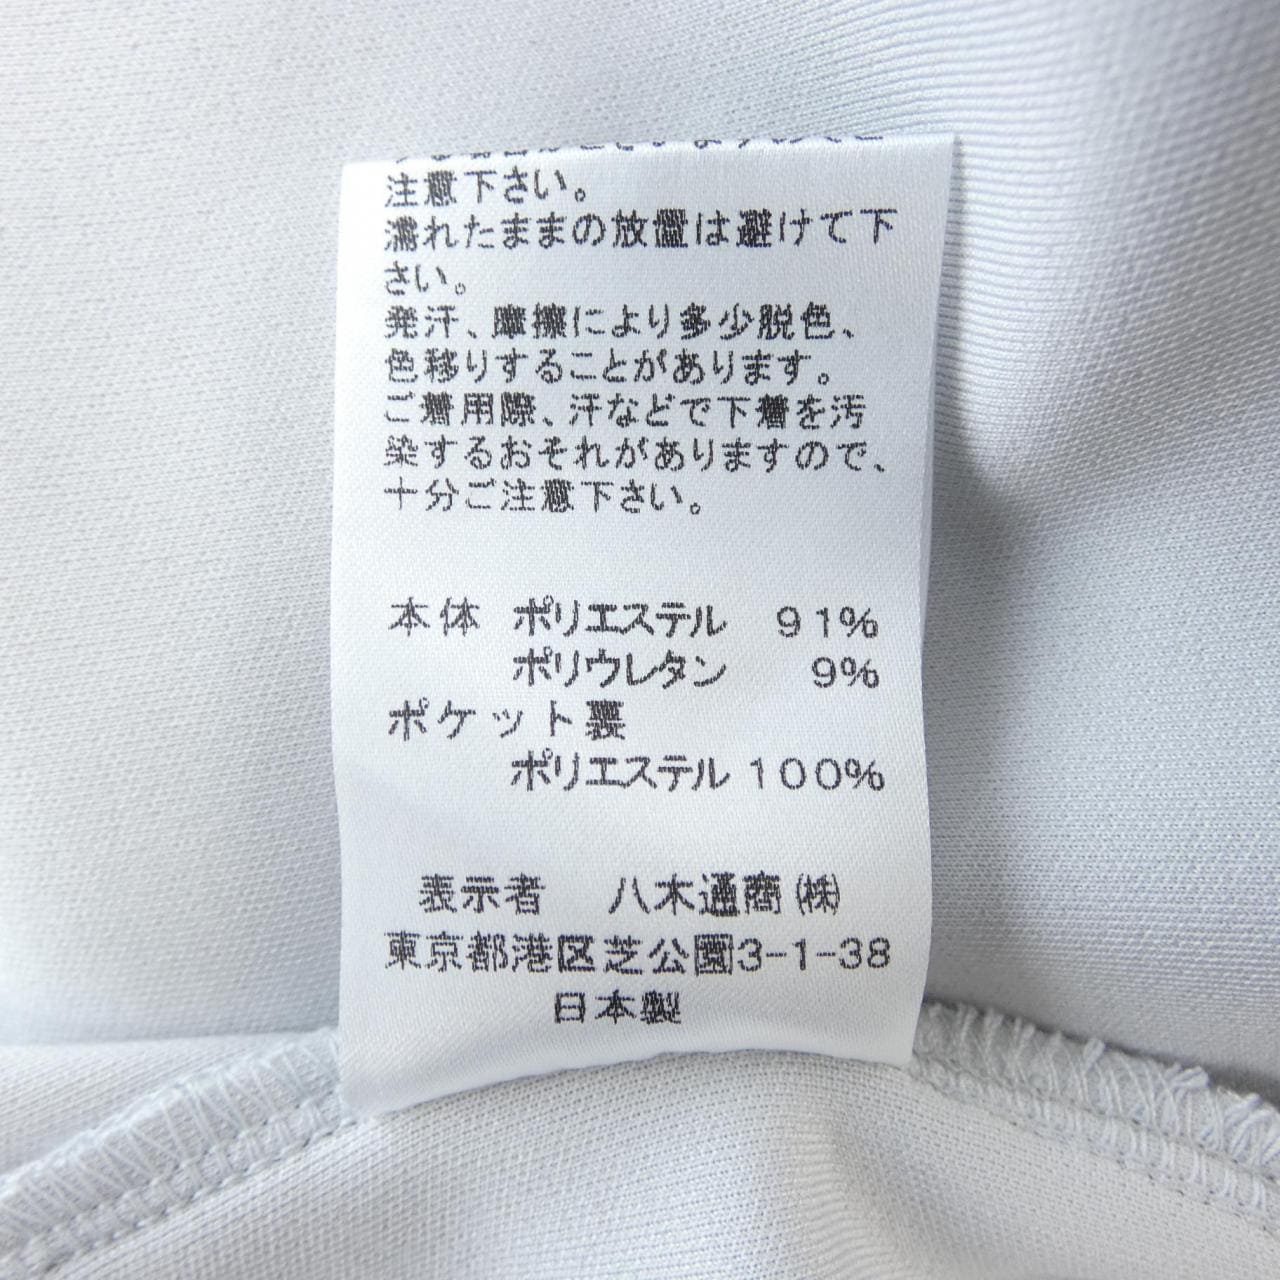 注意下さい。
濡れたままの放置は避けて下
さい。
発汗、摩擦により多少脱色、
色移りすることがあります。
ご着用際、汗などで下着を汚
染するおそれがありますので、
十分ご注意下さい。
本体 ポリエステル 91%
ポリウレタン 9%
ポケット裏
ポリエステル 100%
表示者 八木通商(株)
東京都港区芝公園3-1-38
日本製